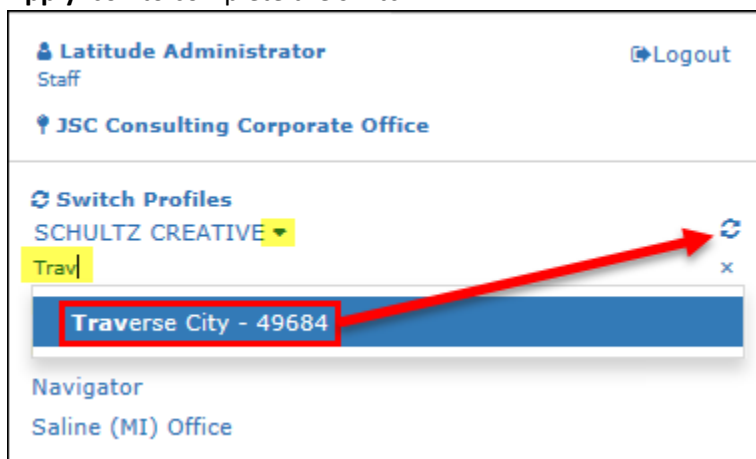 Latitude Administrator
Logout
Staff
JSC Consulting Corporate Office
Switch Profiles
SCHULTZ CREATIVE
Trav
×
Traverse City - 49684
Navigator
Saline (MI) Office